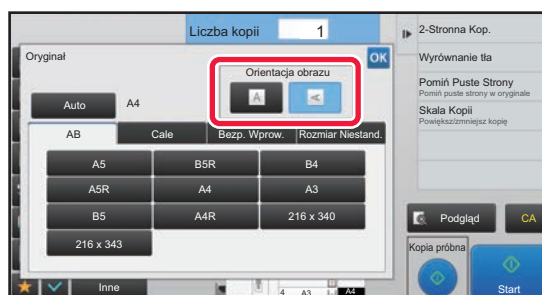 Liczba kopii 1
Oryginał
OK
Orientacja obrazu
A A
Auto A4
AB Cale Bezp. Wprow. Rozmiar Niestand.
A5 B5R B4
A5R A4 A3
B5 A4R 216 x 340
216 x 343
Inne
4 A3 A4
2-Stronna Kop.
Wyrównanie tła
Pomiń Puste Strony
Pomiń puste strony w oryginale
Skala Kopii
Powiększ/zmniejsz kopię
Podgląd CA
Kopia próbna
Start